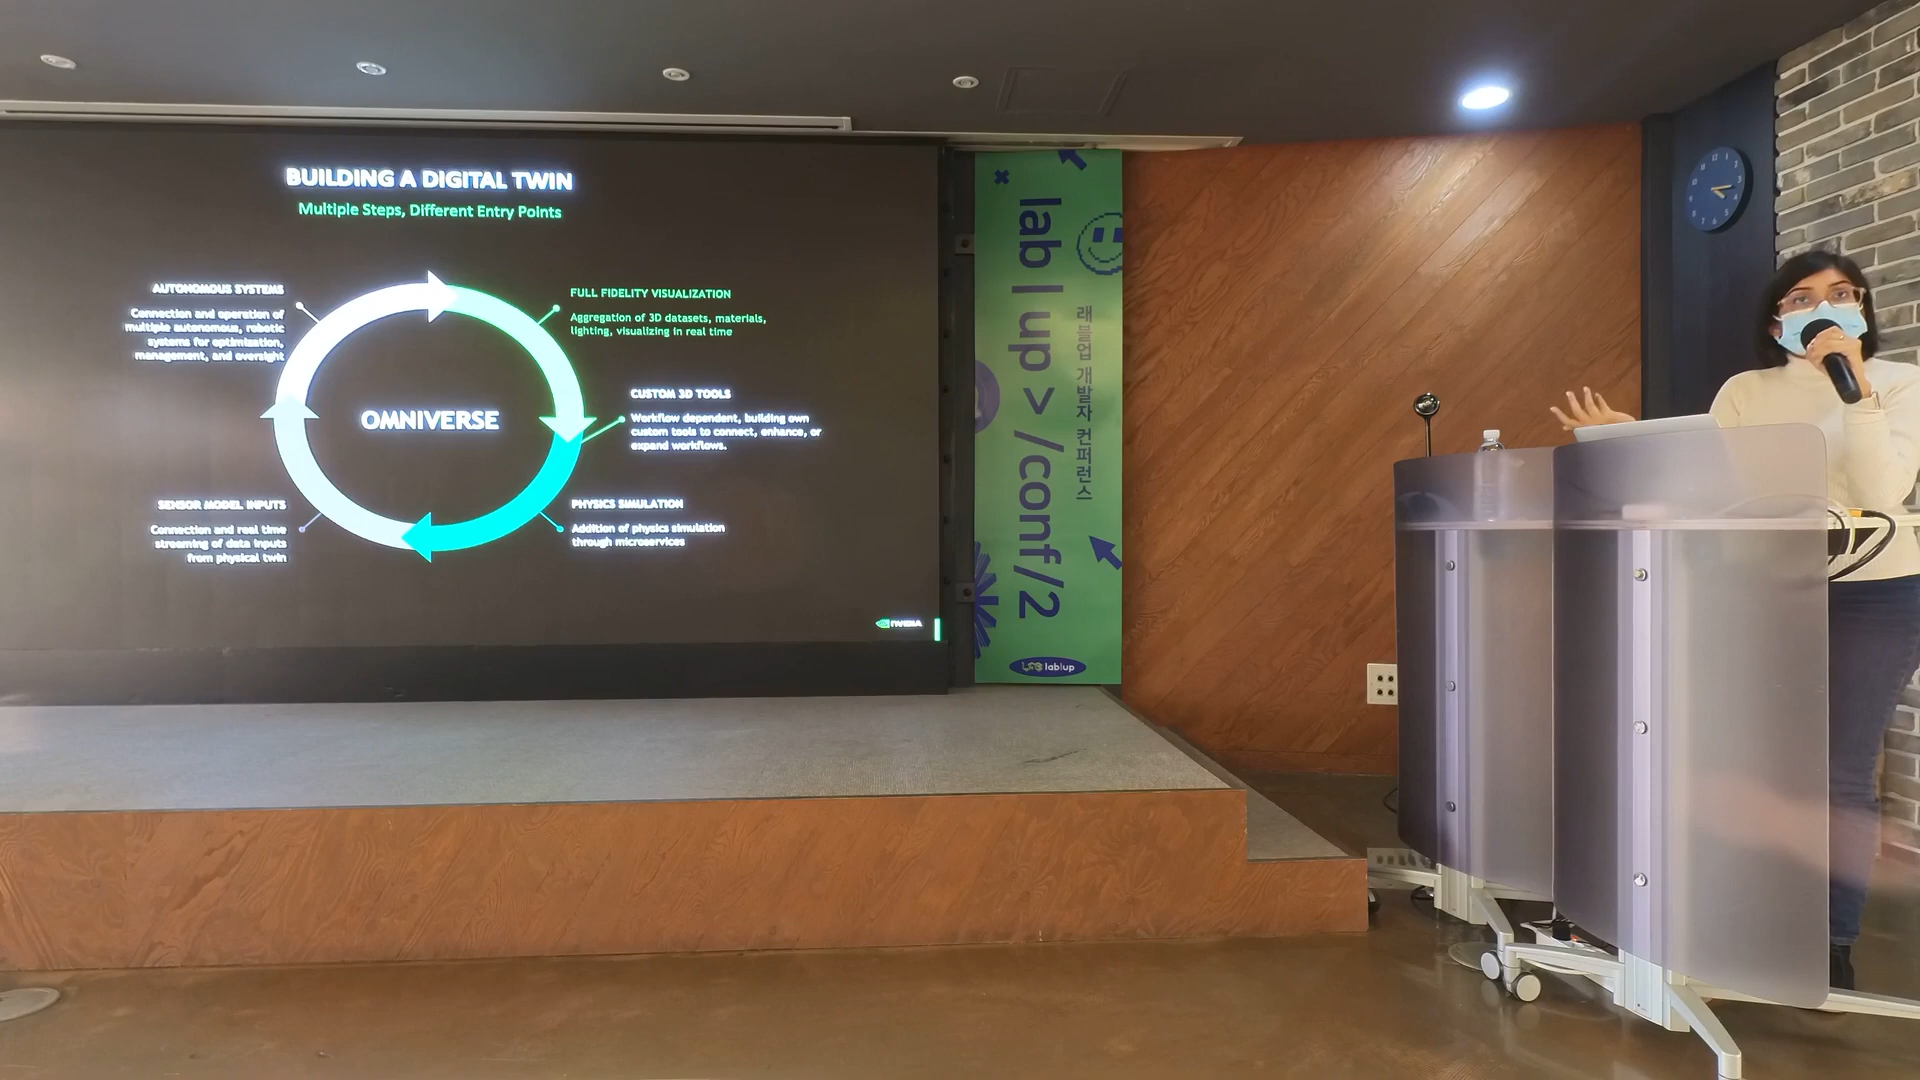 BUILDING A DIGITAL TWIN
Multiple Steps, Different Entry Points
AUTONOMOUS SYSTEMS
Connection and operation of
multiple autonomous, robotic
systems for optimization,
management, and oversight
FULL FIDELITY VISUALIZATION
Aggregation of 3D datasets, materials,
lighting, visualizing in real time
CUSTOM 3D TOOLS
Workflow dependent, building own
custom tools to connect, enhance, or
expand workflows.
OMNIVERSE
SENSOR MODEL INPUTS
Connection and real time
streaming of data inputs
from physical twin
PHYSICS SIMULATION
Addition of physics simulation
through microservices
NVIDIA
lab | up > /conf/2
래블업 개발자 컨퍼런스
lab|up